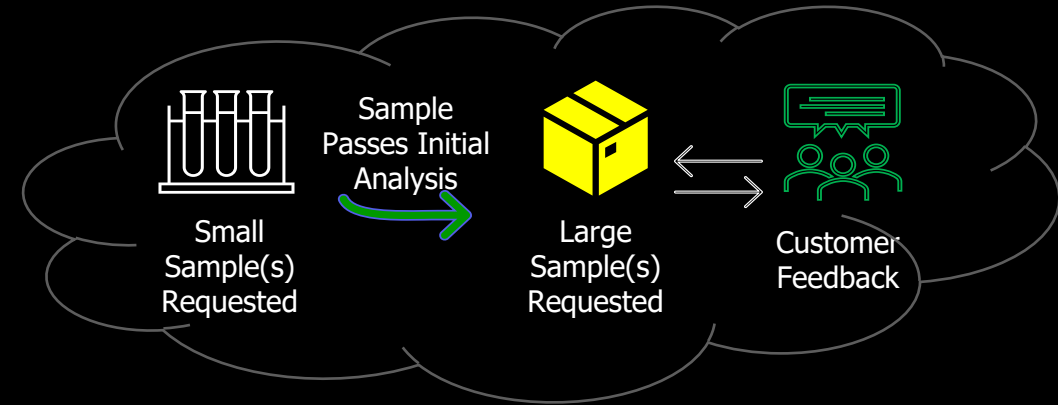 Small
Sample(s)
Requested
Sample
Passes Initial
Analysis
Large
Sample(s)
Requested
Customer
Feedback